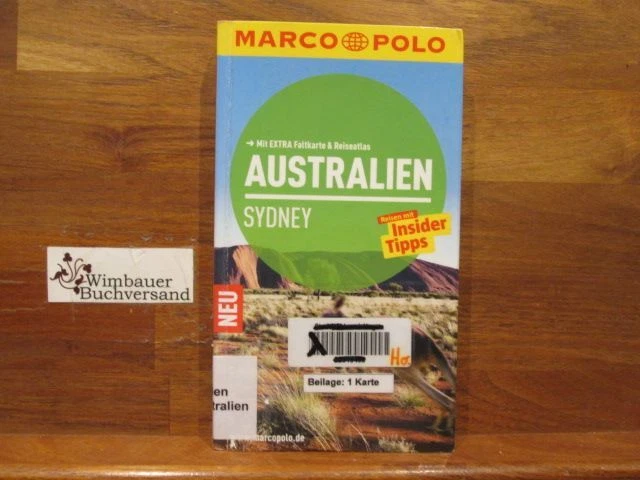 MARCO POLO
➔ Mit EXTRA Faltkarte & Reiseatlas
AUSTRALIEN
SYDNEY
Reisen mit
Insider
Tipps
Wimbauer
Buchversand
NEU
Ho
Beilage: 1 Karte
en
tralien
marcopolo.de